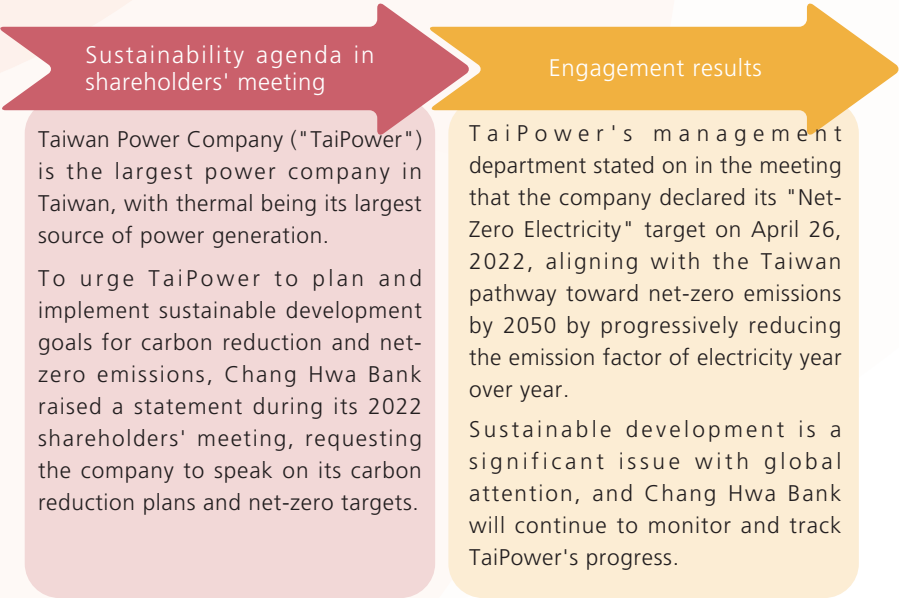 Sustainability agenda in
shareholders' meeting
Taiwan Power Company ("TaiPower")
is the largest power company in
Taiwan, with thermal being its largest
source of power generation.
To urge TaiPower to plan and
implement sustainable development
goals for carbon reduction and net-
zero emissions, Chang Hwa Bank
raised a statement during its 2022
shareholders' meeting, requesting
the company to speak on its carbon
reduction plans and net-zero targets.
Engagement results
TaiPower's management
department stated on in the meeting
that the company declared its "Net-
Zero Electricity" target on April 26,
2022, aligning with the Taiwan
pathway toward net-zero emissions
by 2050 by progressively reducing
the emission factor of electricity year
over year.
Sustainable development is a
significant issue with global
attention, and Chang Hwa Bank
will continue to monitor and track
TaiPower's progress.